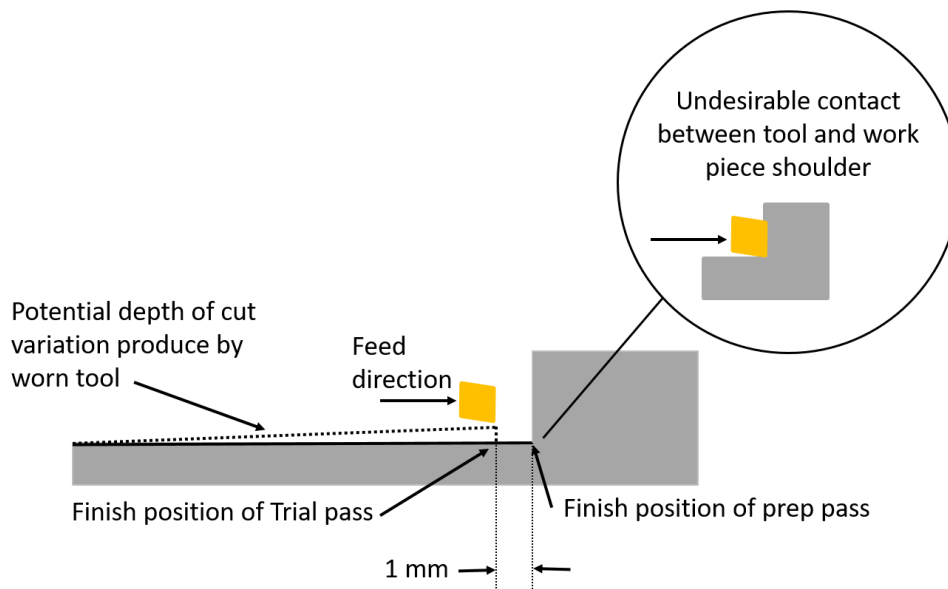 Undesirable contact
between tool and work
piece shoulder
Potential depth of cut
variation produce by
worn tool
Feed
direction
Finish position of Trial pass
Finish position of prep pass
1 mm